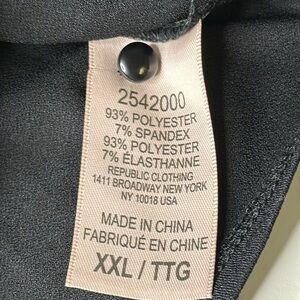 2542000
93% POLYESTER
7% SPANDEX
93% POLYESTER
7% ÉLASTHANNE
REPUBLIC CLOTHING
1411 BROADWAY NEW YORK
NY 10018 USA
MADE IN CHINA
FABRIQUÉ EN CHINE
XXL / TTG